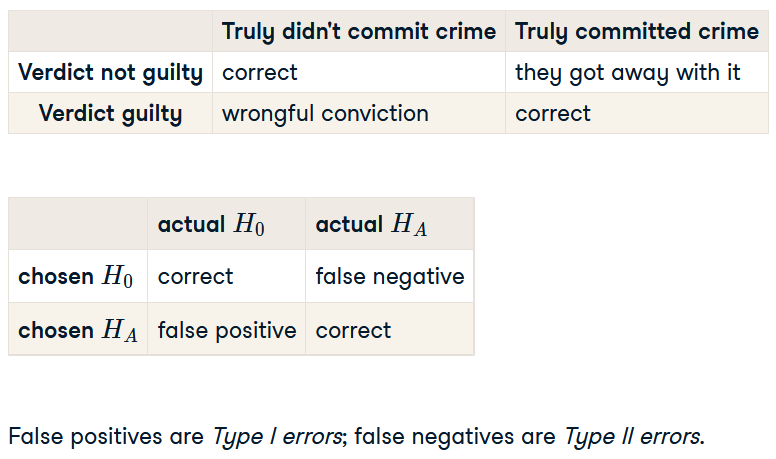 Truly didn't commit crime Truly committed crime
Verdict not guilty correct they got away with it
Verdict guilty wrongful conviction correct
actual H₀ actual H_A
chosen H₀ correct false negative
chosen H_A false positive correct
False positives are Type I errors; false negatives are Type II errors.